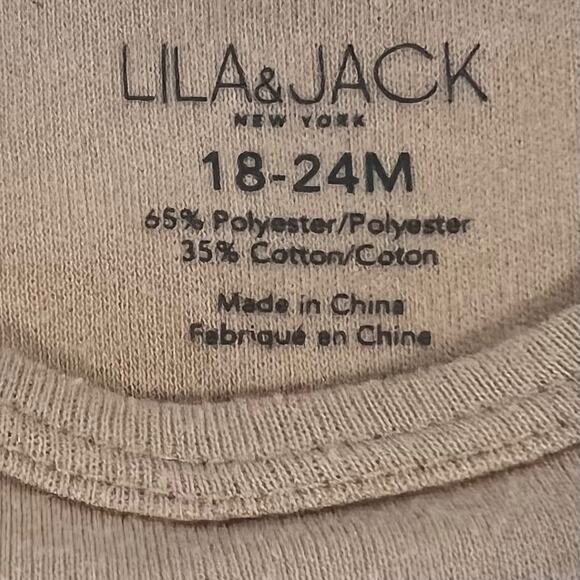 LILA&JACK
NEW YORK
18-24M
65% Polyester/Polyester
35% Cotton/Coton
Made in China
Fabriqué en Chine